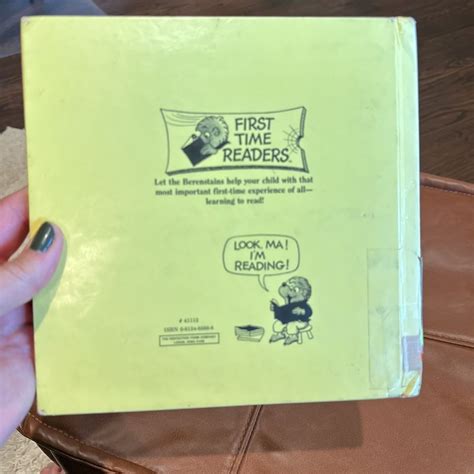 FIRST
TIME
READERS™
Let the Berenstains help your child with that
most important first-time experience of all—
learning to read!
LOOK, MA!
I'M
READING!